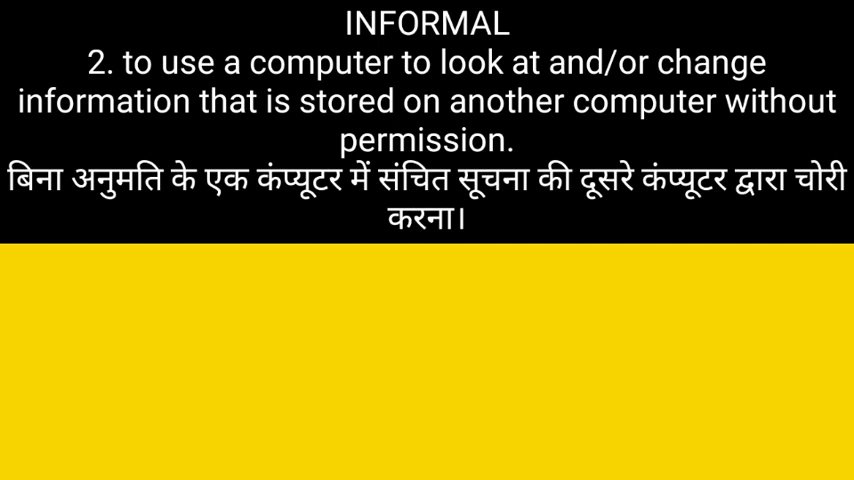 INFORMAL
2. to use a computer to look at and/or change
information that is stored on another computer without
permission.
बिना अनुमति के एक कंप्यूटर में संचित सूचना की दूसरे कंप्यूटर द्वारा चोरी
करना।